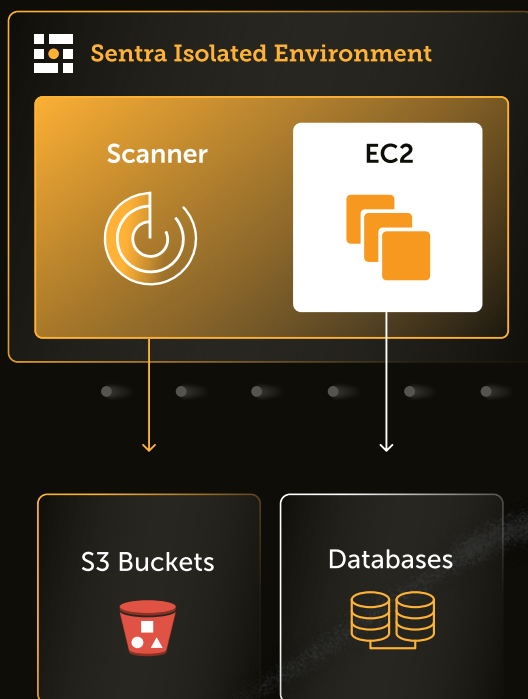 Sentra Isolated Environment
Scanner
EC2
S3 Buckets
Databases